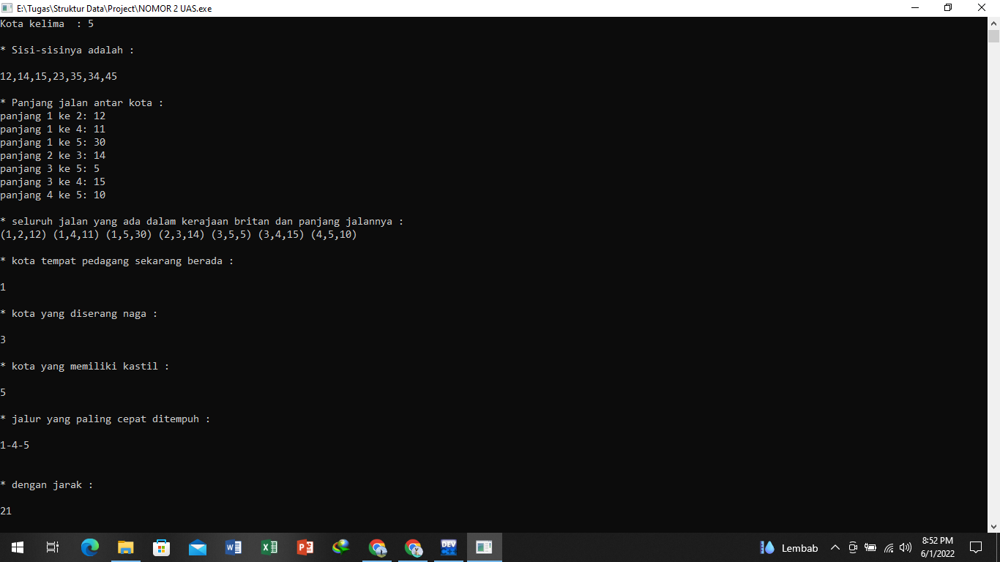 E:\Tugas\Struktur Data\Project\NOMOR 2 UAS.exe
Kota kelima  : 5
* Sisi-sisinya adalah :
12,14,15,23,35,34,45
* Panjang jalan antar kota :
panjang 1 ke 2: 12
panjang 1 ke 4: 11
panjang 1 ke 5: 30
panjang 2 ke 3: 14
panjang 3 ke 5: 5
panjang 3 ke 4: 15
panjang 4 ke 5: 10
* seluruh jalan yang ada dalam kerajaan britan dan panjang jalannya :
(1,2,12) (1,4,11) (1,5,30) (2,3,14) (3,5,5) (3,4,15) (4,5,10)
* kota tempat pedagang sekarang berada :
1
* kota yang diserang naga :
3
* kota yang memiliki kastil :
5
* jalur yang paling cepat ditempuh :
1-4-5
* dengan jarak :
21
Lembab
8:52 PM
6/1/2022